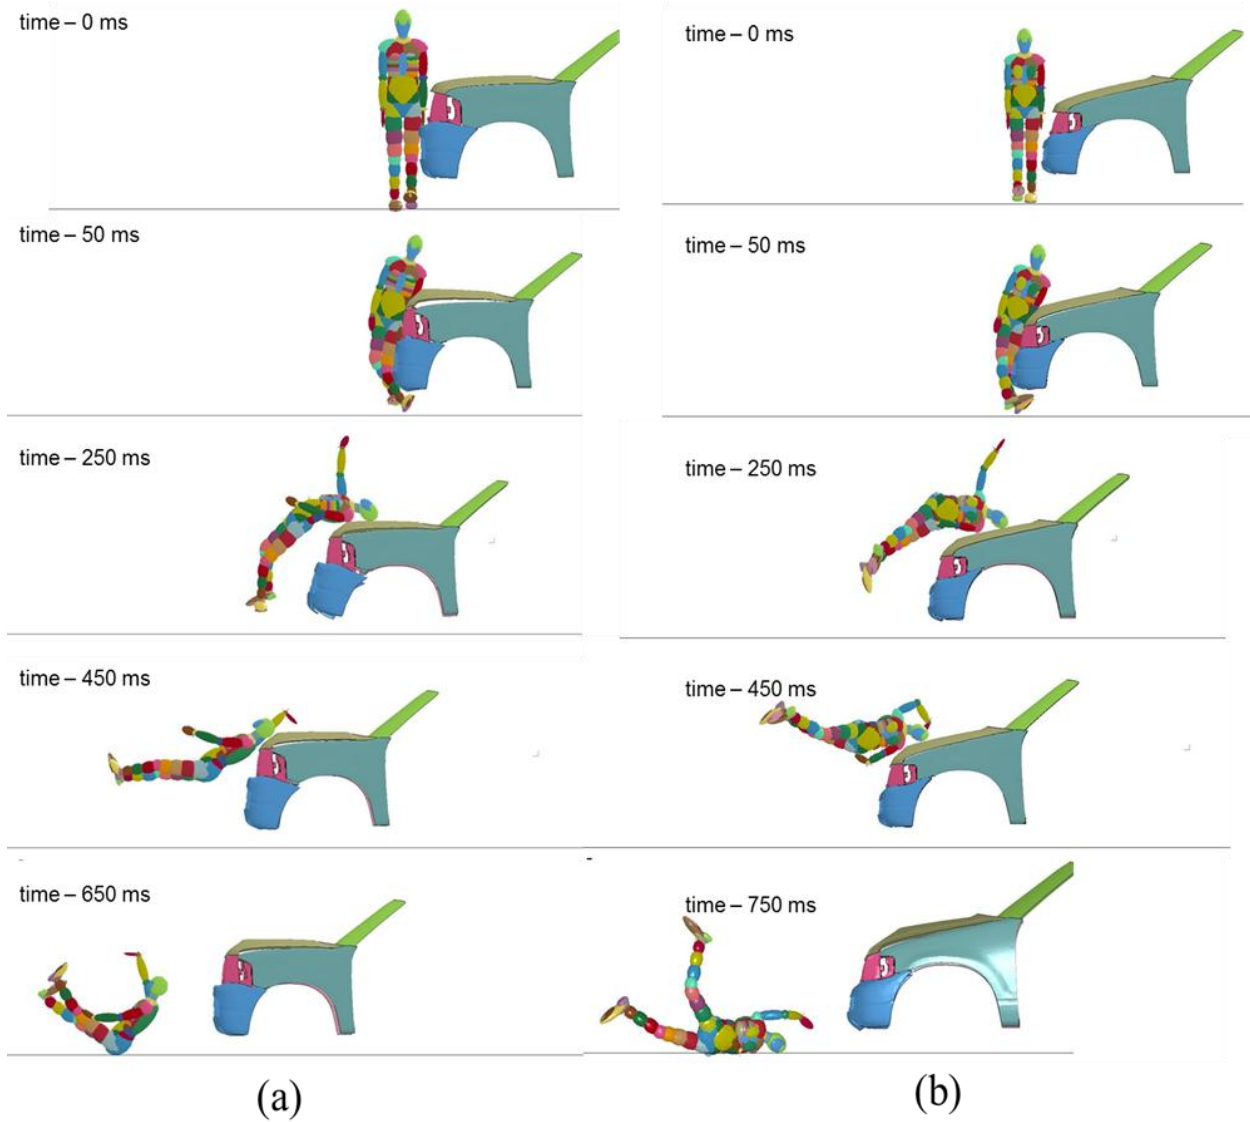 time – 0 ms
time – 0 ms
time – 50 ms
time – 50 ms
time – 250 ms
time – 250 ms
time – 450 ms
time – 450 ms
time – 650 ms
time – 750 ms
(a)
(b)